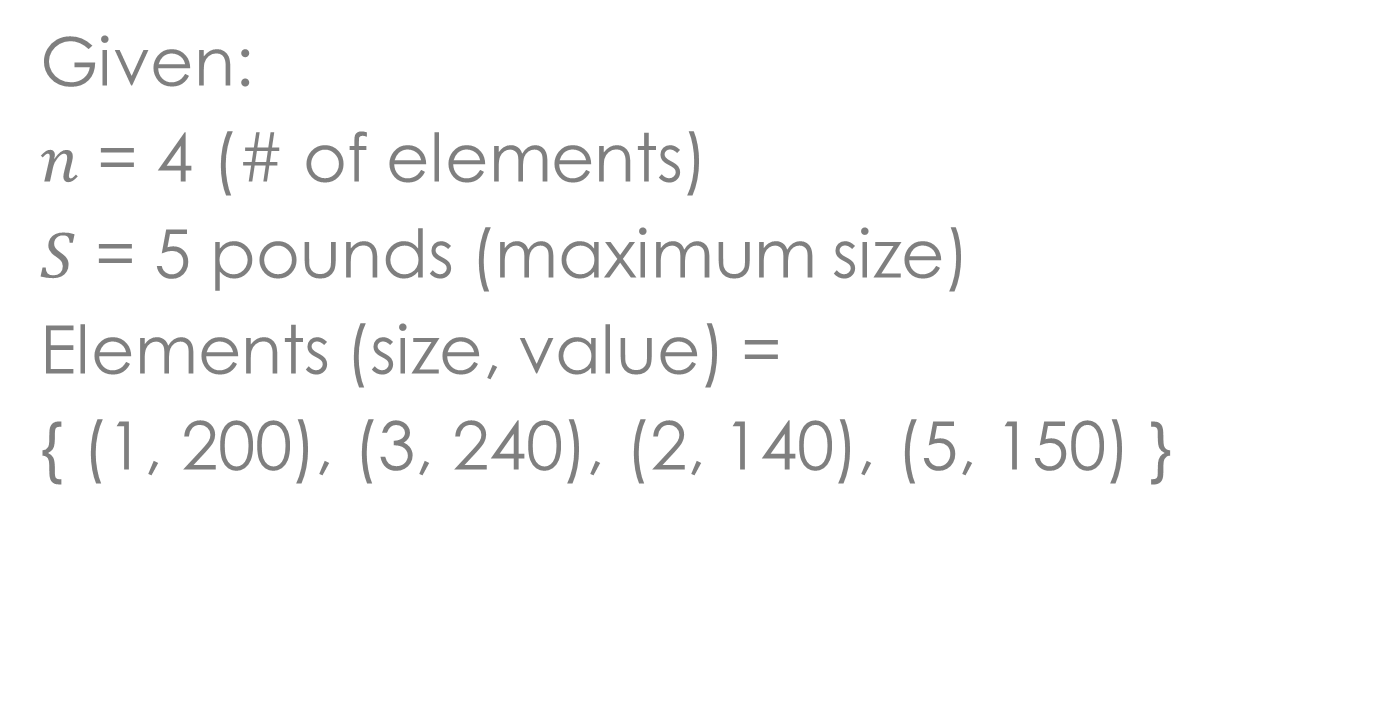 Given:
n = 4 (# of elements)
S = 5 pounds (maximum size)
Elements (size, value) =
{ (1, 200), (3, 240), (2, 140), (5, 150) }